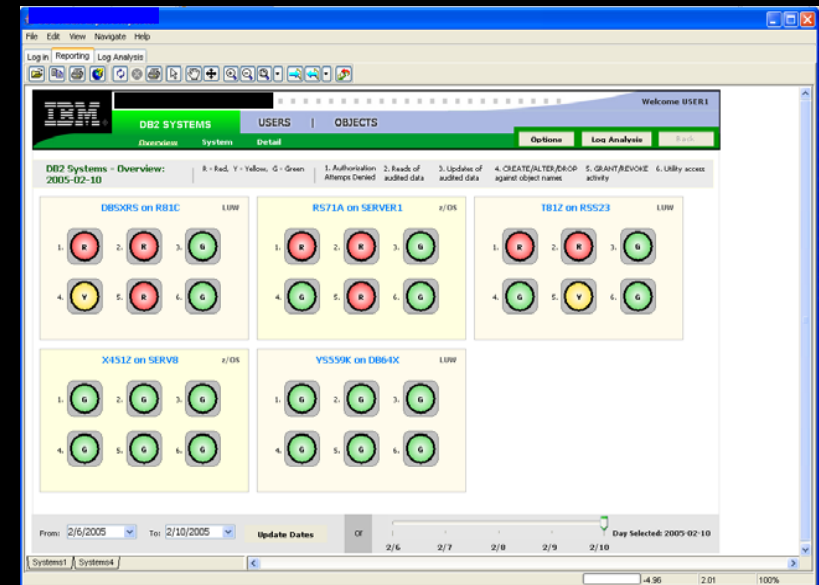 File Edit View Navigate Help
Log in Reporting Log Analysis
Welcome USER1
IBM
DB2 SYSTEMS USERS | OBJECTS
Overview System Detail Options Log Analysis Back
DB2 Systems - Overview:
2005-02-10
R - Red, Y - Yellow, G - Green
1. Authorization Attemps Denied
2. Reads of audited data
3. Updates of audited data
4. CREATE/ALTER/DROP against object names
5. GRANT/REVOKE activity
6. Utility access
DB5XRS on R81C LUW
1. R 2. R 3. G
4. Y 5. R 6. G
RS71A on SERVER1 z/OS
1. R 2. R 3. G
4. G 5. R 6. G
T81Z on RS523 LUW
1. R 2. R 3. G
4. G 5. Y 6. G
X451Z on SERV8 z/OS
1. G 2. G 3. G
4. G 5. G 6. G
YS559K on DB64X LUW
1. G 2. G 3. G
4. G 5. G 6. G
From: 2/6/2005 To: 2/10/2005 Update Dates or
2/6 2/7 2/8 2/9 2/10
Day Selected: 2005-02-10
Systems1 Systems4
-4.96 2.01 100%